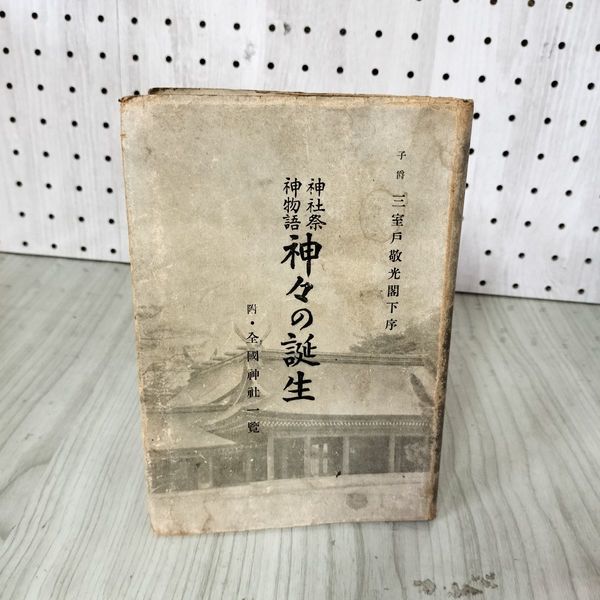 子爵 三室戸敬光閣下序
神社祭
神物語
神々の誕生
附・全國神社一覽